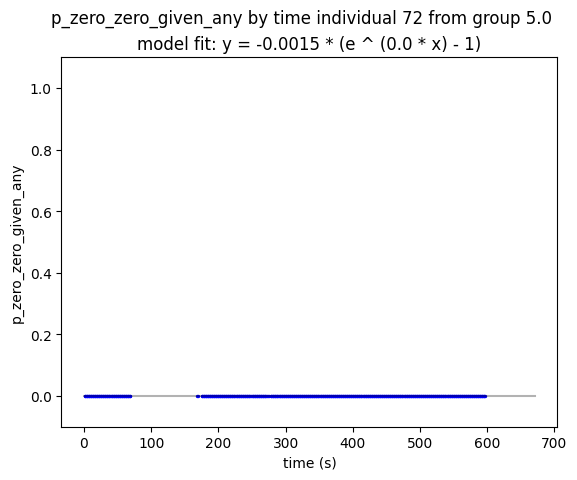 p_zero_zero_given_any by time individual 72 from group 5.0
model fit: y = -0.0015 * (e ^ (0.0 * x) - 1)
1.0
0.8
0.6
0.4
0.2
0.0
p_zero_zero_given_any
0 100 200 300 400 500 600 700
time (s)